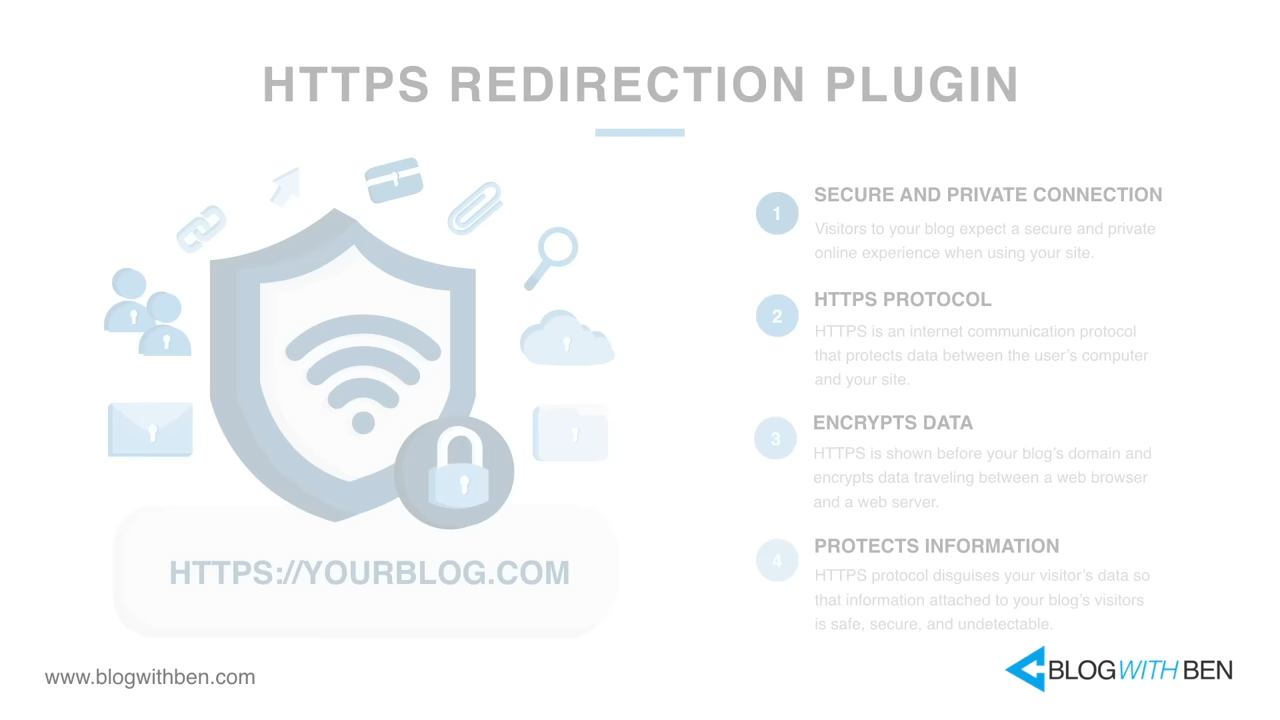 HTTPS REDIRECTION PLUGIN
1
SECURE AND PRIVATE CONNECTION
Visitors to your blog expect a secure and private
online experience when using your site.
2
HTTPS PROTOCOL
HTTPS is an internet communication protocol
that protects data between the user’s computer
and your site.
3
ENCRYPTS DATA
HTTPS is shown before your blog’s domain and
encrypts data traveling between a web browser
and a web server.
4
PROTECTS INFORMATION
HTTPS protocol disguises your visitor’s data so
that information attached to your blog’s visitors
is safe, secure, and undetectable.
HTTPS://YOURBLOG.COM
www.blogwithben.com
BLOGWITH BEN